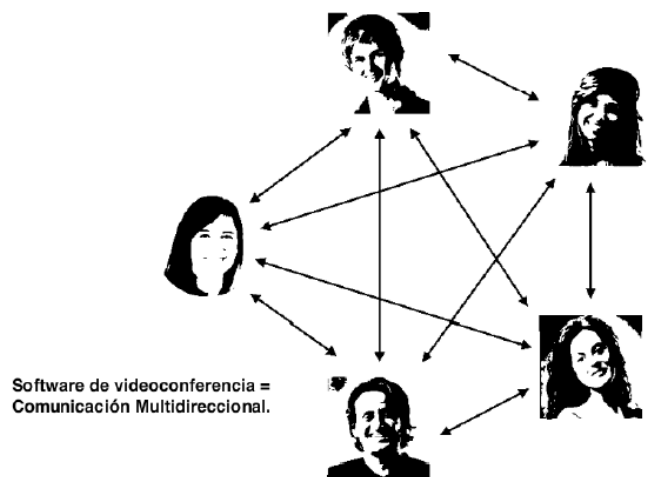 Software de videoconferencia =
Comunicación Multidireccional.